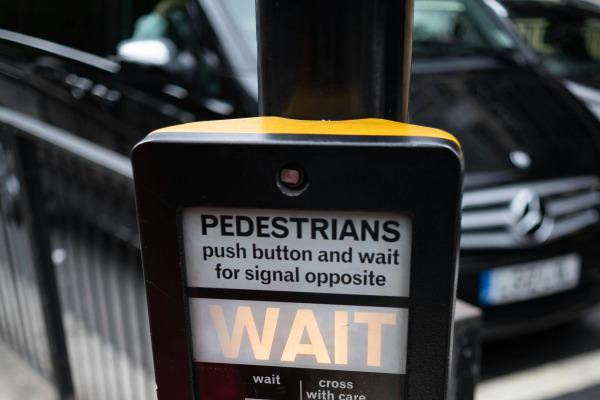 PEDESTRIANS
push button and wait
for signal opposite
WAIT
wait
cross
with care